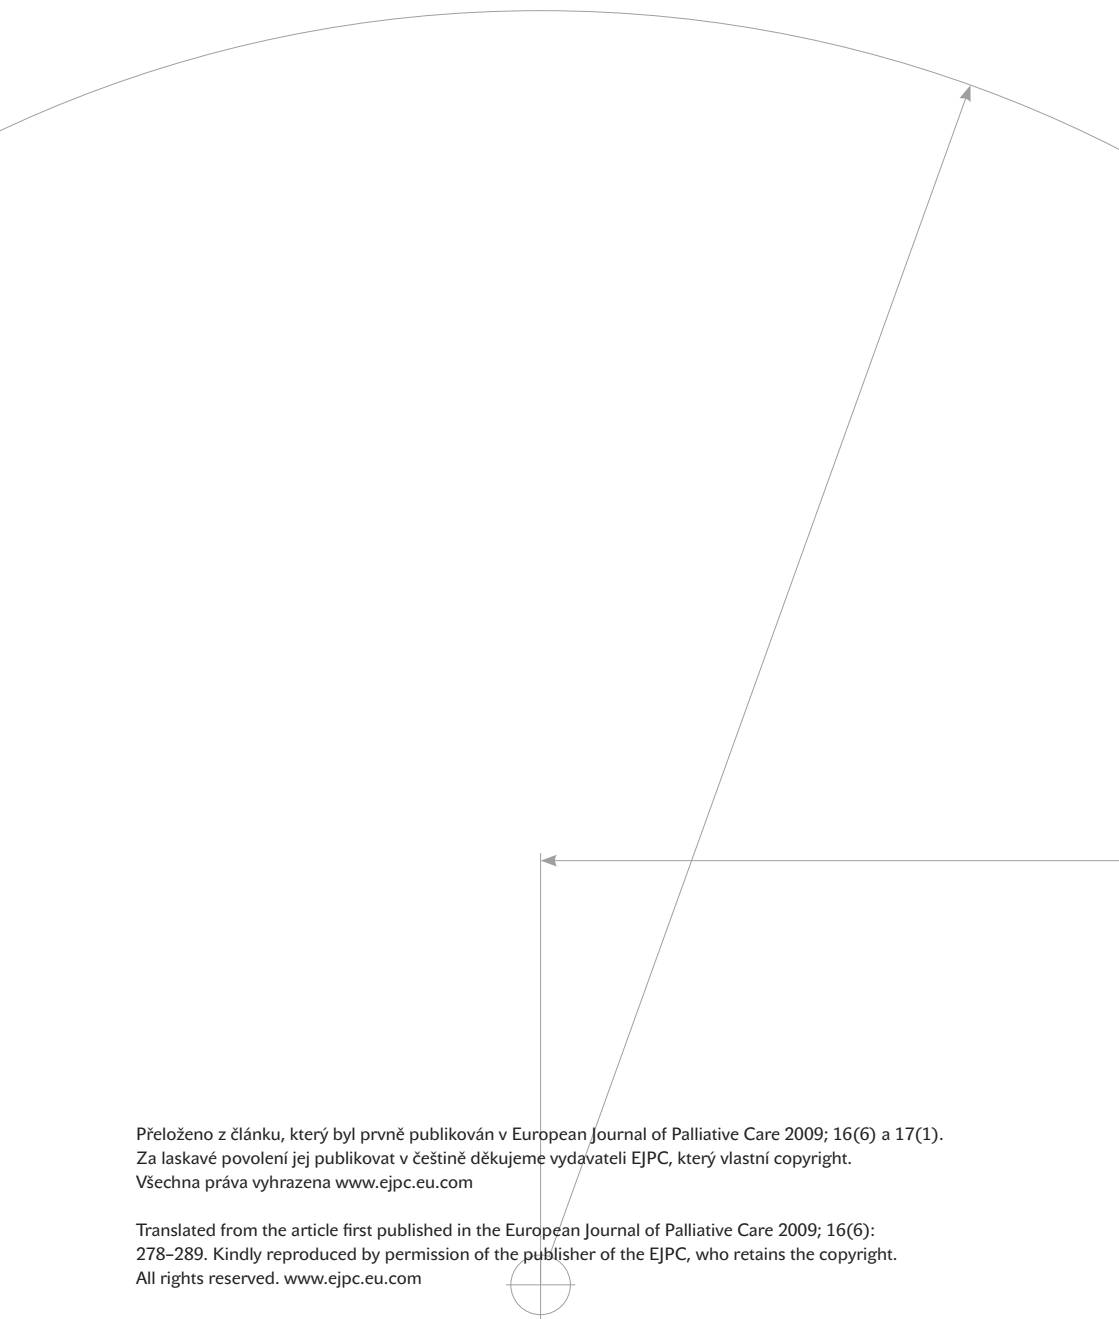 Přeloženo z článku, který byl prvně publikován v European Journal of Palliative Care 2009; 16(6) a 17(1).
Za laskavé povolení jej publikovat v češtině děkujeme vydavateli EJPC, který vlastní copyright.
Všechna práva vyhrazena www.ejpc.eu.com
Translated from the article first published in the European Journal of Palliative Care 2009; 16(6):
278–289. Kindly reproduced by permission of the publisher of the EJPC, who retains the copyright.
All rights reserved. www.ejpc.eu.com